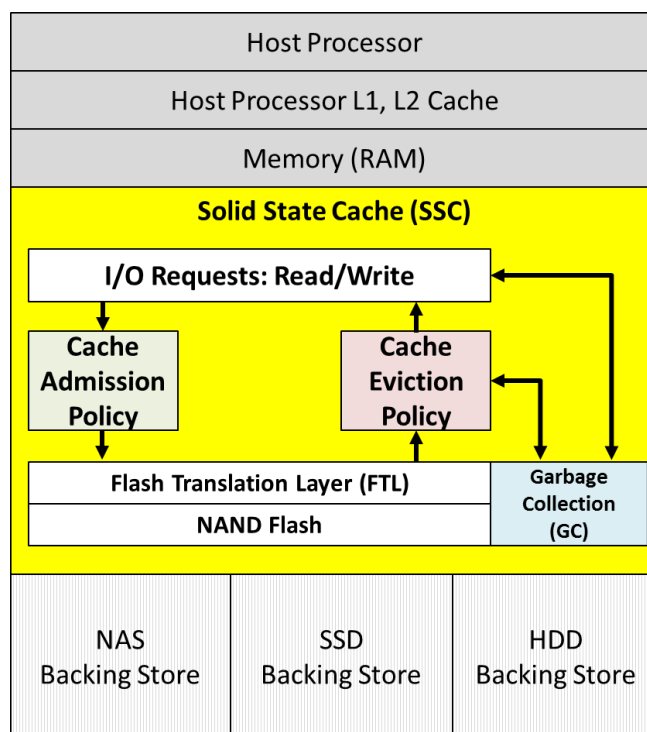 Host Processor
Host Processor L1, L2 Cache
Memory (RAM)
Solid State Cache (SSC)
I/O Requests: Read/Write
Cache
Admission
Policy
Cache
Eviction
Policy
Flash Translation Layer (FTL)
NAND Flash
Garbage
Collection
(GC)
NAS
Backing Store
SSD
Backing Store
HDD
Backing Store